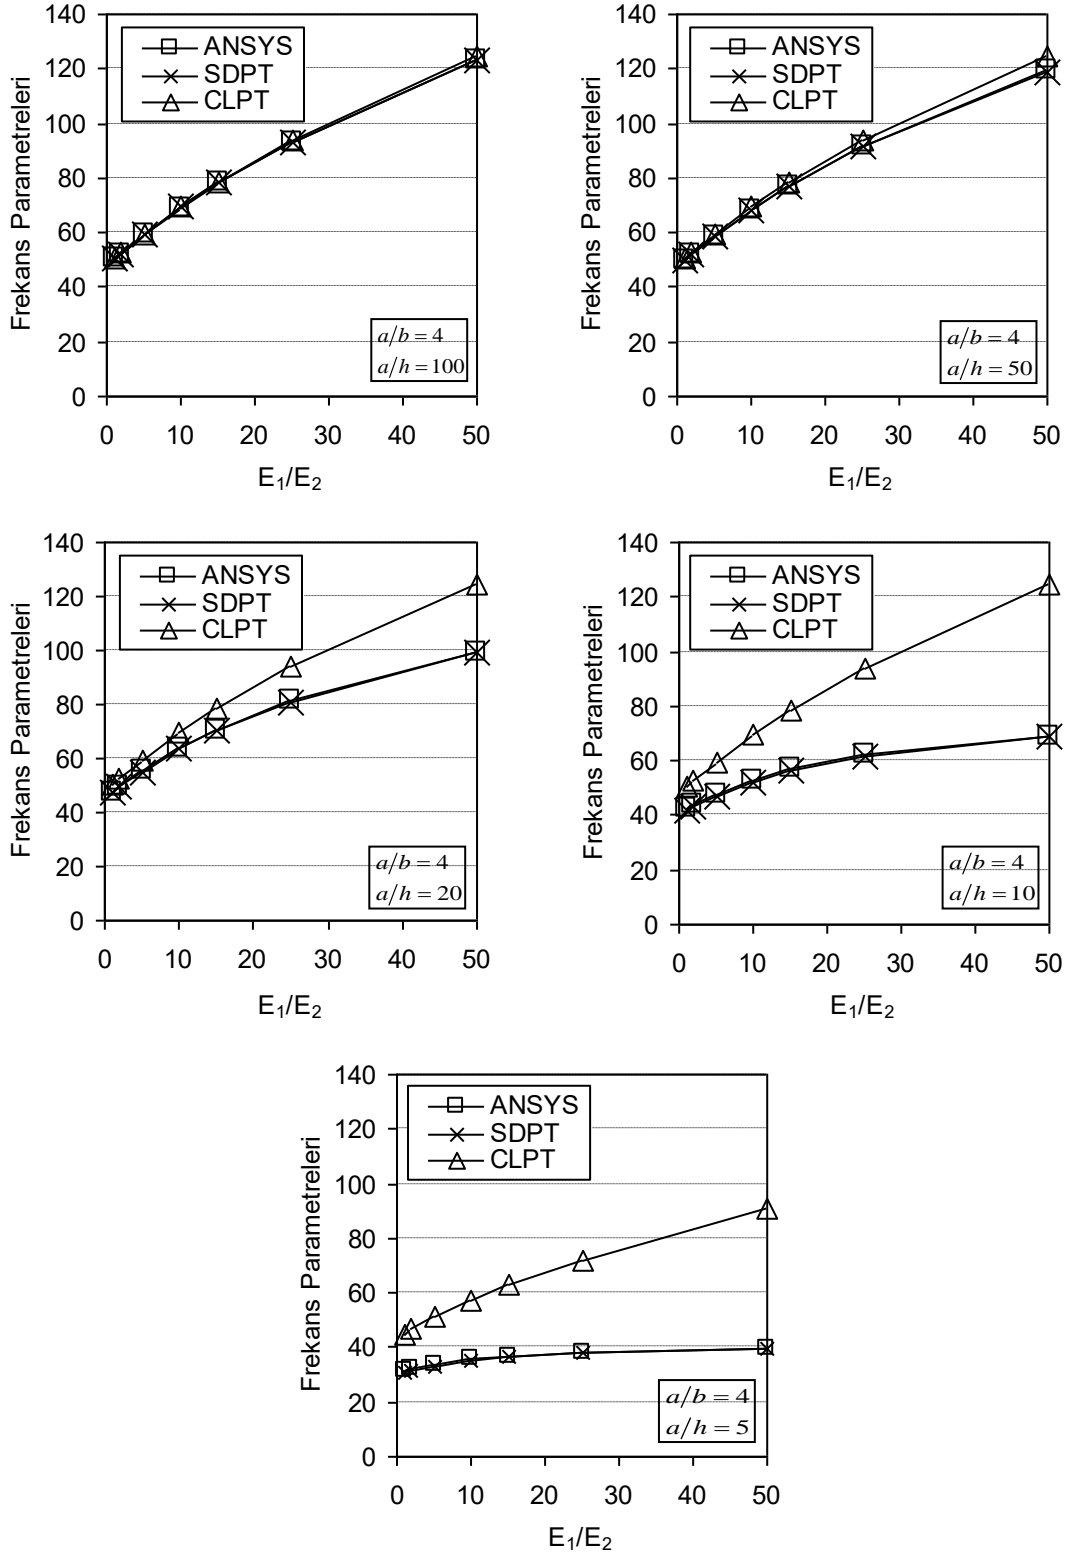 140
120
100
80
60
40
20
0
Frekans Parametreleri
ANSYS
SDPT
CLPT
a/b = 4
a/h = 100
0 10 20 30 40 50
E₁/E₂
140
120
100
80
60
40
20
0
Frekans Parametreleri
ANSYS
SDPT
CLPT
a/b = 4
a/h = 50
0 10 20 30 40 50
E₁/E₂
140
120
100
80
60
40
20
0
Frekans Parametreleri
ANSYS
SDPT
CLPT
a/b = 4
a/h = 20
0 10 20 30 40 50
E₁/E₂
140
120
100
80
60
40
20
0
Frekans Parametreleri
ANSYS
SDPT
CLPT
a/b = 4
a/h = 10
0 10 20 30 40 50
E₁/E₂
140
120
100
80
60
40
20
0
Frekans Parametreleri
ANSYS
SDPT
CLPT
a/b = 4
a/h = 5
0 10 20 30 40 50
E₁/E₂